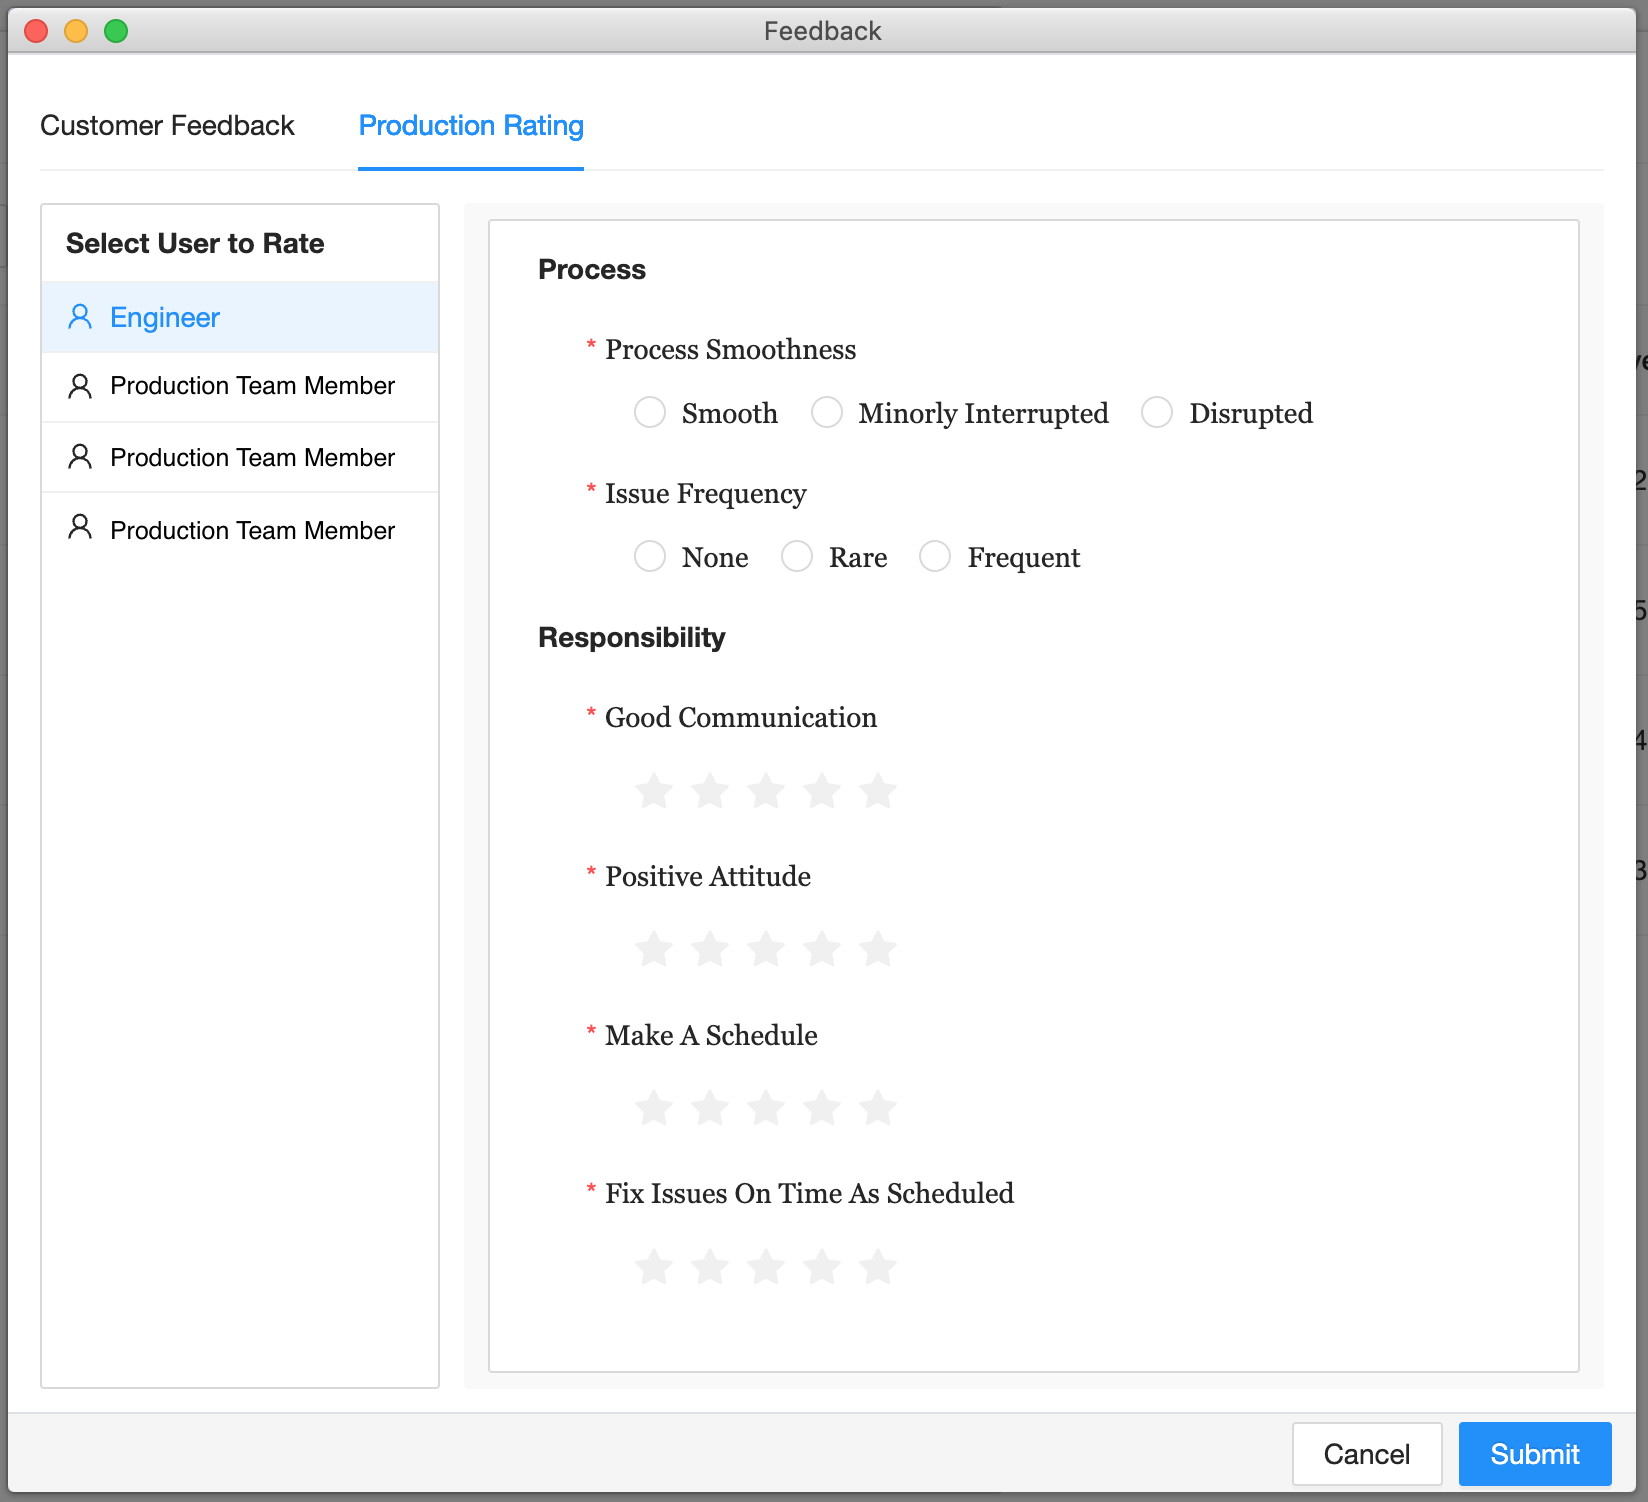 Feedback
Customer Feedback Production Rating
Select User to Rate
Engineer
Production Team Member
Production Team Member
Production Team Member
Process
* Process Smoothness
Smooth Minorly Interrupted Disrupted
* Issue Frequency
None Rare Frequent
Responsibility
* Good Communication
* Positive Attitude
* Make A Schedule
* Fix Issues On Time As Scheduled
Cancel Submit